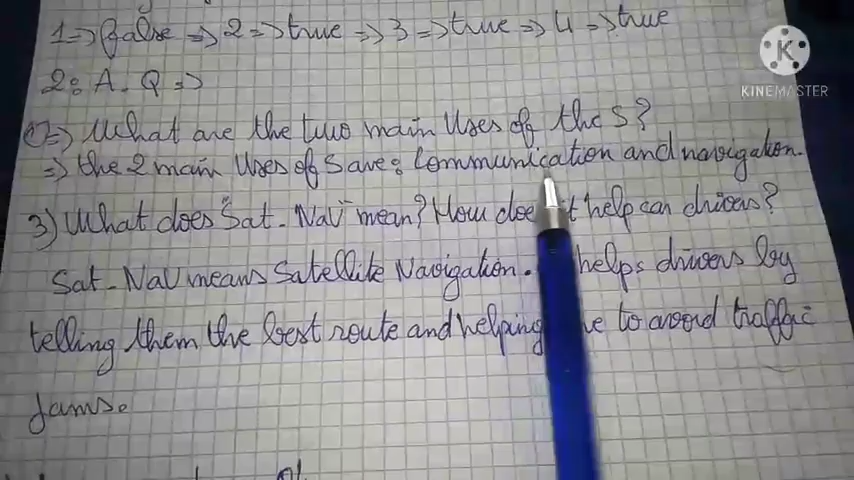 1=> false => 2 => true => 3 => true => 4 => true
KINEMASTER
2: A. Q =>
1)=> What are the two main uses of the S?
=> the 2 main uses of S are: Communication and navigation.
3) What does "Sat. Nav" mean? How does it help car drivers?
Sat. Nav means Satellite Navigation. helps drivers by
telling them the best route and helping to avoid traffic
Jams.